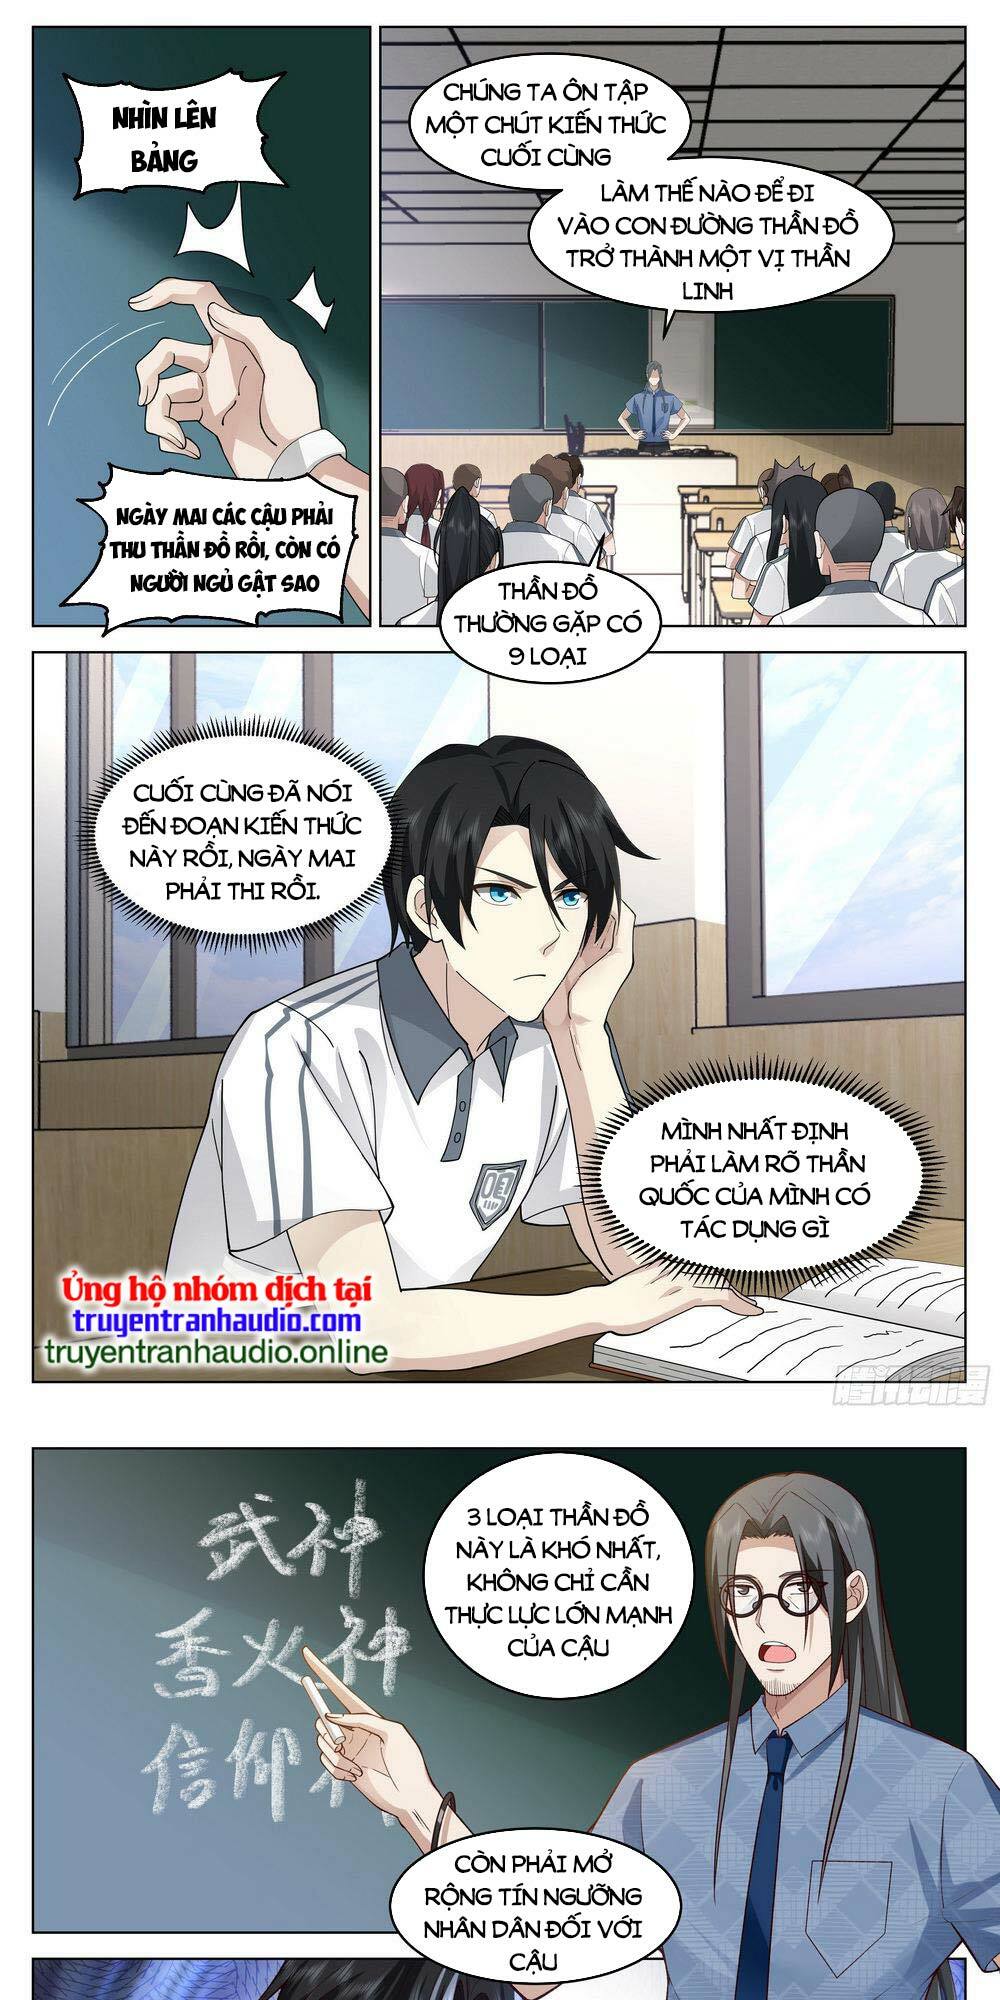 NHÌN LÊN
BẢNG
CHÚNG TA ÔN TẬP
MỘT CHÚT KIẾN THỨC
CUỐI CÙNG
LÀM THẾ NÀO ĐỂ ĐI
VÀO CON ĐƯỜNG THẦN ĐỒ
TRỞ THÀNH MỘT VỊ THẦN
LINH
NGÀY MAI CÁC CẬU PHẢI
THU THẦN ĐỒ RỒI, CÒN CÓ
NGƯỜI NGỦ GẬT SAO
THẦN ĐỒ
THƯỜNG GẶP CÓ
9 LOẠI
CUỐI CÙNG ĐÃ NÓI
ĐẾN ĐOẠN KIẾN THỨC
NÀY RỒI, NGÀY MAI
PHẢI THI RỒI.
MÌNH NHẤT ĐỊNH
PHẢI LÀM RÕ THẦN
QUỐC CỦA MÌNH CÓ
TÁC DỤNG GÌ
Ủng hộ nhóm dịch tại
truyentranhaudio.com
truyentranhaudio.online
腾讯动漫
武神
香火神
信仰
3 LOẠI THẦN ĐỒ
NÀY LÀ KHÓ NHẤT,
KHÔNG CHỈ CẦN
THỰC LỰC LỚN MẠNH
CỦA CẬU
CÒN PHẢI MỞ
RỘNG TÍN NGƯỠNG
NHÂN DÂN ĐỐI VỚI
CẬU